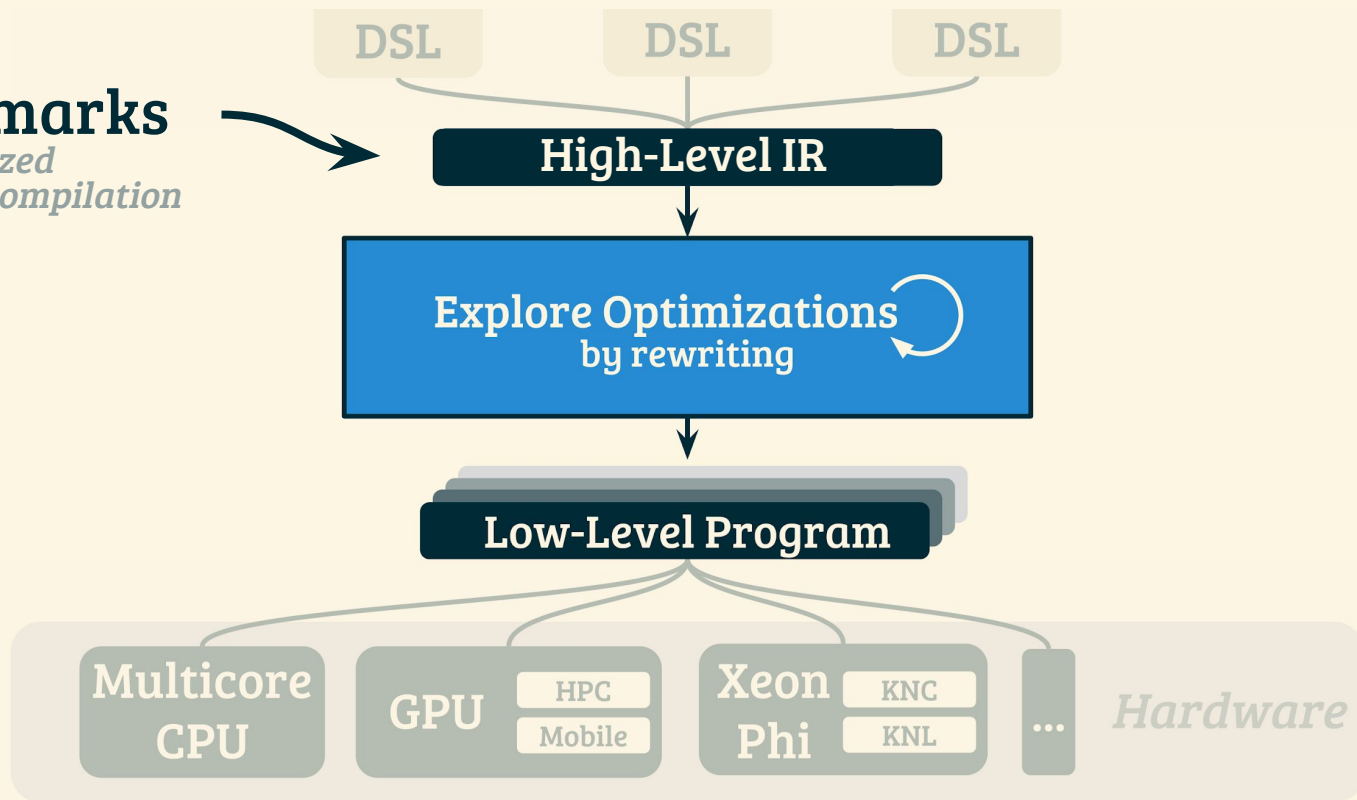 DSL
DSL
DSL
marks
zed
ompilation
High-Level IR
Explore Optimizations
by rewriting
Low-Level Program
Multicore
CPU
GPU
HPC
Mobile
Xeon
Phi
KNC
KNL
...
Hardware